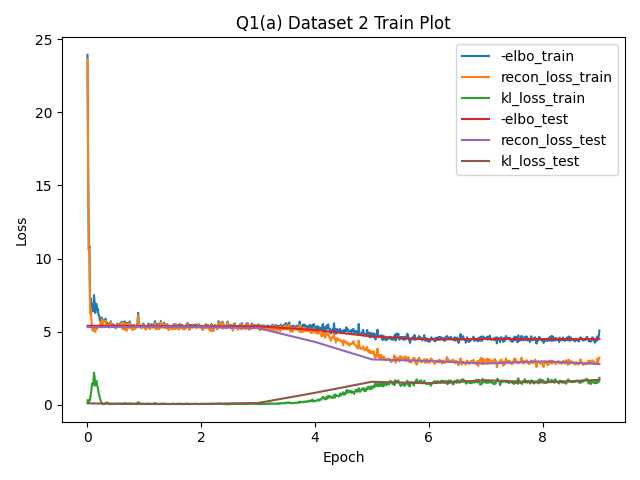 Q1(a) Dataset 2 Train Plot
25
20
15
10
5
0
Loss
0 2 4 6 8
Epoch
-elbo_train
recon_loss_train
kl_loss_train
-elbo_test
recon_loss_test
kl_loss_test